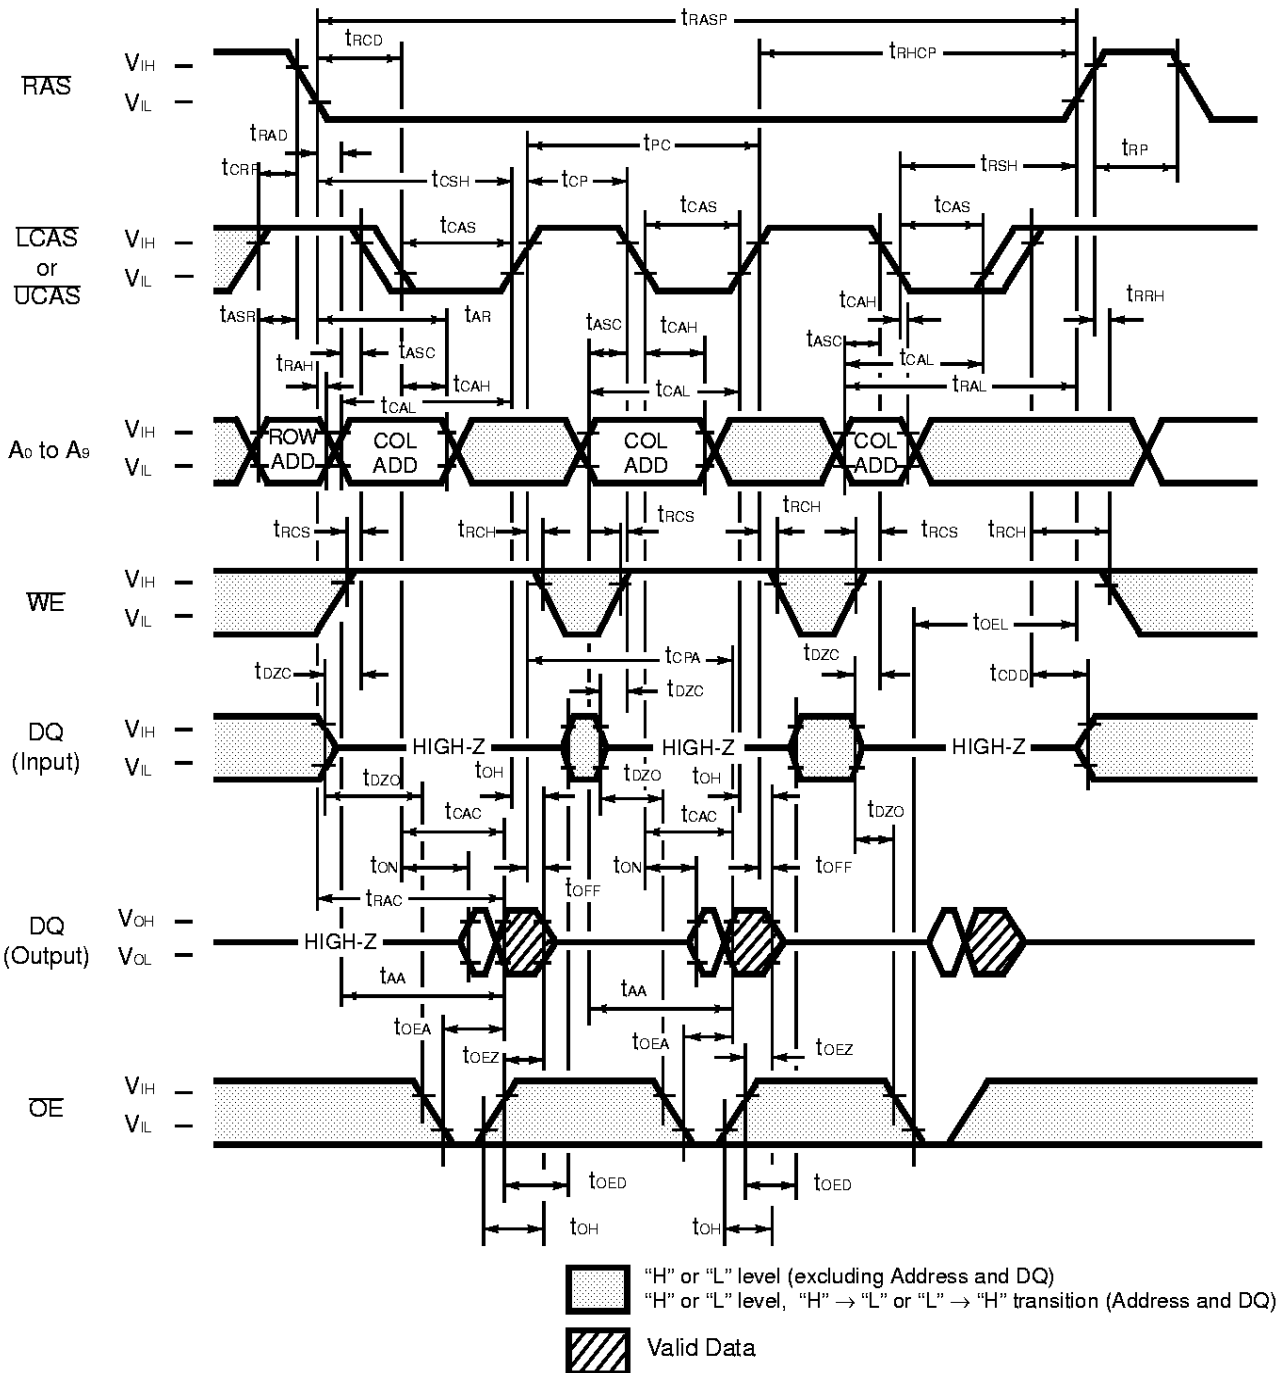 tRASP
tRCD
tRHCP
RAS
VIH
VIL
tRAD
tPC
tCRP
tCSH
tCP
tRSH
tRP
tCAS
tCAS
tCAS
LCAS
or
UCAS
VIH
VIL
tASR
tAR
tASC
tCAH
tCAH
tRRH
tRAH
tASC
tASC
tCAL
tCAH
tCAL
tCAL
tRAL
A0 to A9
VIH
VIL
ROW
ADD
COL
ADD
COL
ADD
COL
ADD
tRCS
tRCH
tRCS
tRCH
tRCS
tRCH
WE
VIH
VIL
tOEL
tDZC
tCPA
tDZC
tDZC
tCDD
DQ
(Input)
VIH
VIL
HIGH-Z
HIGH-Z
HIGH-Z
tDZO
tOH
tDZO
tOH
tDZO
tCAC
tCAC
tON
tOFF
tON
tOFF
tRAC
DQ
(Output)
VOH
VOL
HIGH-Z
tAA
tAA
tOEA
tOEZ
tOEA
tOEZ
OE
VIH
VIL
tOED
tOED
tOH
tOH
“H” or “L” level (excluding Address and DQ)
“H” or “L” level, “H” → “L” or “L” → “H” transition (Address and DQ)
Valid Data